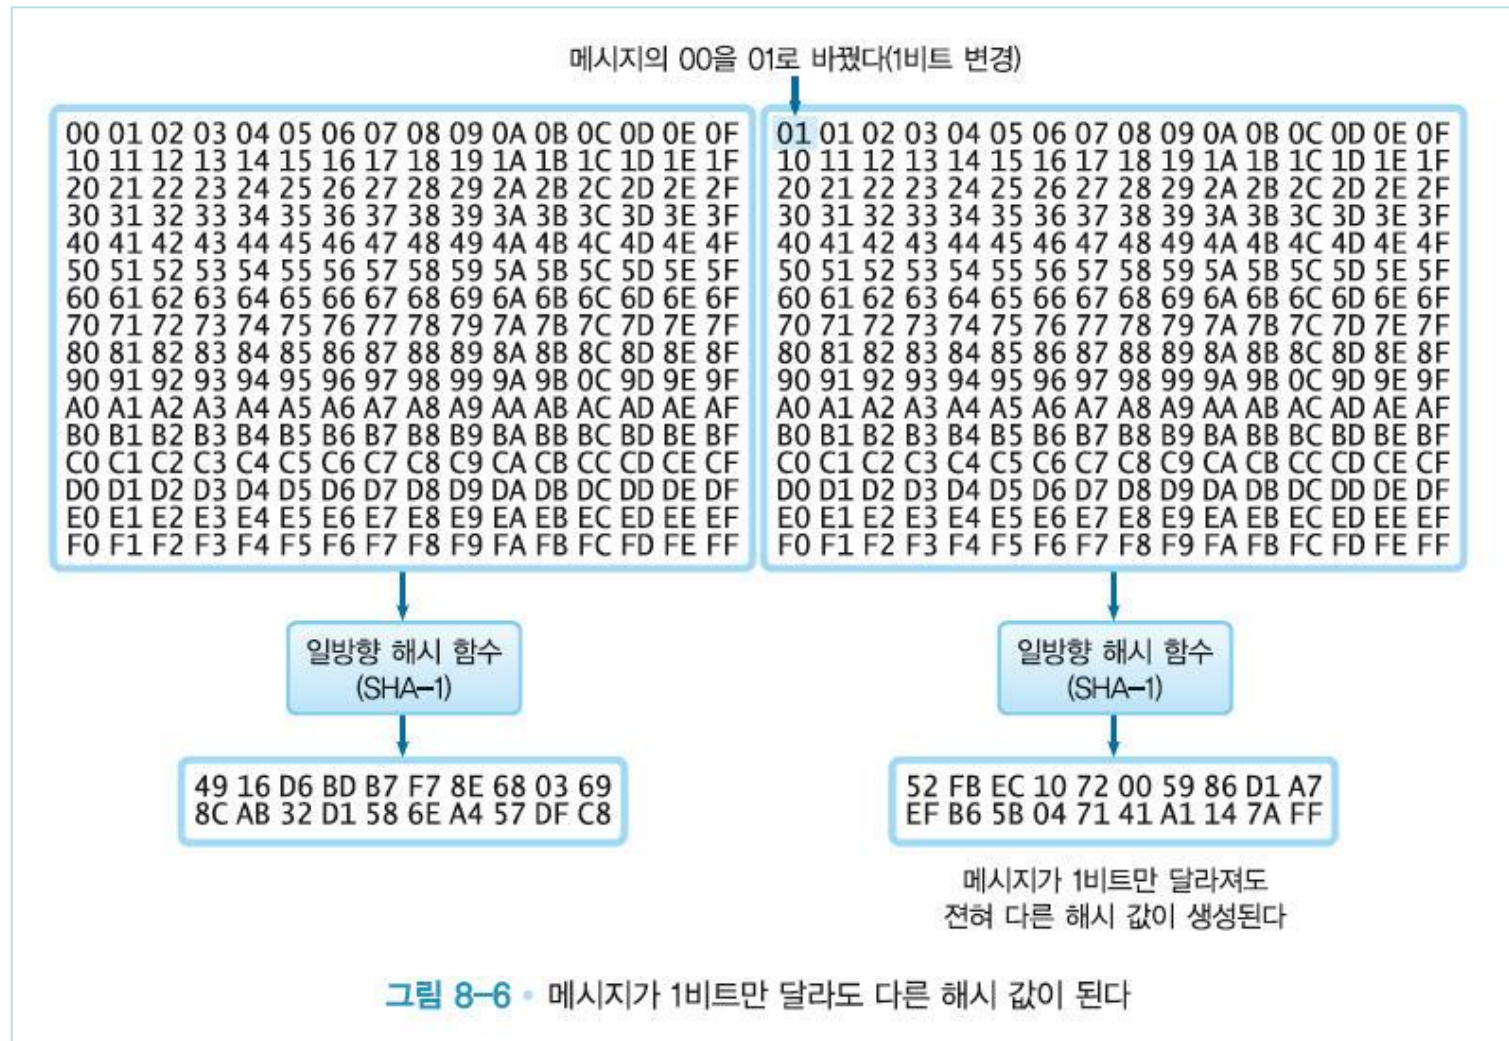 메시지의 00을 01로 바꿨다(1비트 변경)
00 01 02 03 04 05 06 07 08 09 0A 0B 0C 0D 0E 0F
10 11 12 13 14 15 16 17 18 19 1A 1B 1C 1D 1E 1F
20 21 22 23 24 25 26 27 28 29 2A 2B 2C 2D 2E 2F
30 31 32 33 34 35 36 37 38 39 3A 3B 3C 3D 3E 3F
40 41 42 43 44 45 46 47 48 49 4A 4B 4C 4D 4E 4F
50 51 52 53 54 55 56 57 58 59 5A 5B 5C 5D 5E 5F
60 61 62 63 64 65 66 67 68 69 6A 6B 6C 6D 6E 6F
70 71 72 73 74 75 76 77 78 79 7A 7B 7C 7D 7E 7F
80 81 82 83 84 85 86 87 88 89 8A 8B 8C 8D 8E 8F
90 91 92 93 94 95 96 97 98 99 9A 9B 0C 9D 9E 9F
A0 A1 A2 A3 A4 A5 A6 A7 A8 A9 AA AB AC AD AE AF
B0 B1 B2 B3 B4 B5 B6 B7 B8 B9 BA BB BC BD BE BF
C0 C1 C2 C3 C4 C5 C6 C7 C8 C9 CA CB CC CD CE CF
D0 D1 D2 D3 D4 D5 D6 D7 D8 D9 DA DB DC DD DE DF
E0 E1 E2 E3 E4 E5 E6 E7 E8 E9 EA EB EC ED EE EF
F0 F1 F2 F3 F4 F5 F6 F7 F8 F9 FA FB FC FD FE FF
일방향 해시 함수
(SHA-1)
49 16 D6 BD B7 F7 8E 68 03 69
8C AB 32 D1 58 6E A4 57 DF C8
01 01 02 03 04 05 06 07 08 09 0A 0B 0C 0D 0E 0F
10 11 12 13 14 15 16 17 18 19 1A 1B 1C 1D 1E 1F
20 21 22 23 24 25 26 27 28 29 2A 2B 2C 2D 2E 2F
30 31 32 33 34 35 36 37 38 39 3A 3B 3C 3D 3E 3F
40 41 42 43 44 45 46 47 48 49 4A 4B 4C 4D 4E 4F
50 51 52 53 54 55 56 57 58 59 5A 5B 5C 5D 5E 5F
60 61 62 63 64 65 66 67 68 69 6A 6B 6C 6D 6E 6F
70 71 72 73 74 75 76 77 78 79 7A 7B 7C 7D 7E 7F
80 81 82 83 84 85 86 87 88 89 8A 8B 8C 8D 8E 8F
90 91 92 93 94 95 96 97 98 99 9A 9B 0C 9D 9E 9F
A0 A1 A2 A3 A4 A5 A6 A7 A8 A9 AA AB AC AD AE AF
B0 B1 B2 B3 B4 B5 B6 B7 B8 B9 BA BB BC BD BE BF
C0 C1 C2 C3 C4 C5 C6 C7 C8 C9 CA CB CC CD CE CF
D0 D1 D2 D3 D4 D5 D6 D7 D8 D9 DA DB DC DD DE DF
E0 E1 E2 E3 E4 E5 E6 E7 E8 E9 EA EB EC ED EE EF
F0 F1 F2 F3 F4 F5 F6 F7 F8 F9 FA FB FC FD FE FF
일방향 해시 함수
(SHA-1)
52 FB EC 10 72 00 59 86 D1 A7
EF B6 5B 04 71 41 A1 14 7A FF
메시지가 1비트만 달라져도
젼혀 다른 해시 값이 생성된다
그림 8-6 • 메시지가 1비트만 달라도 다른 해시 값이 된다